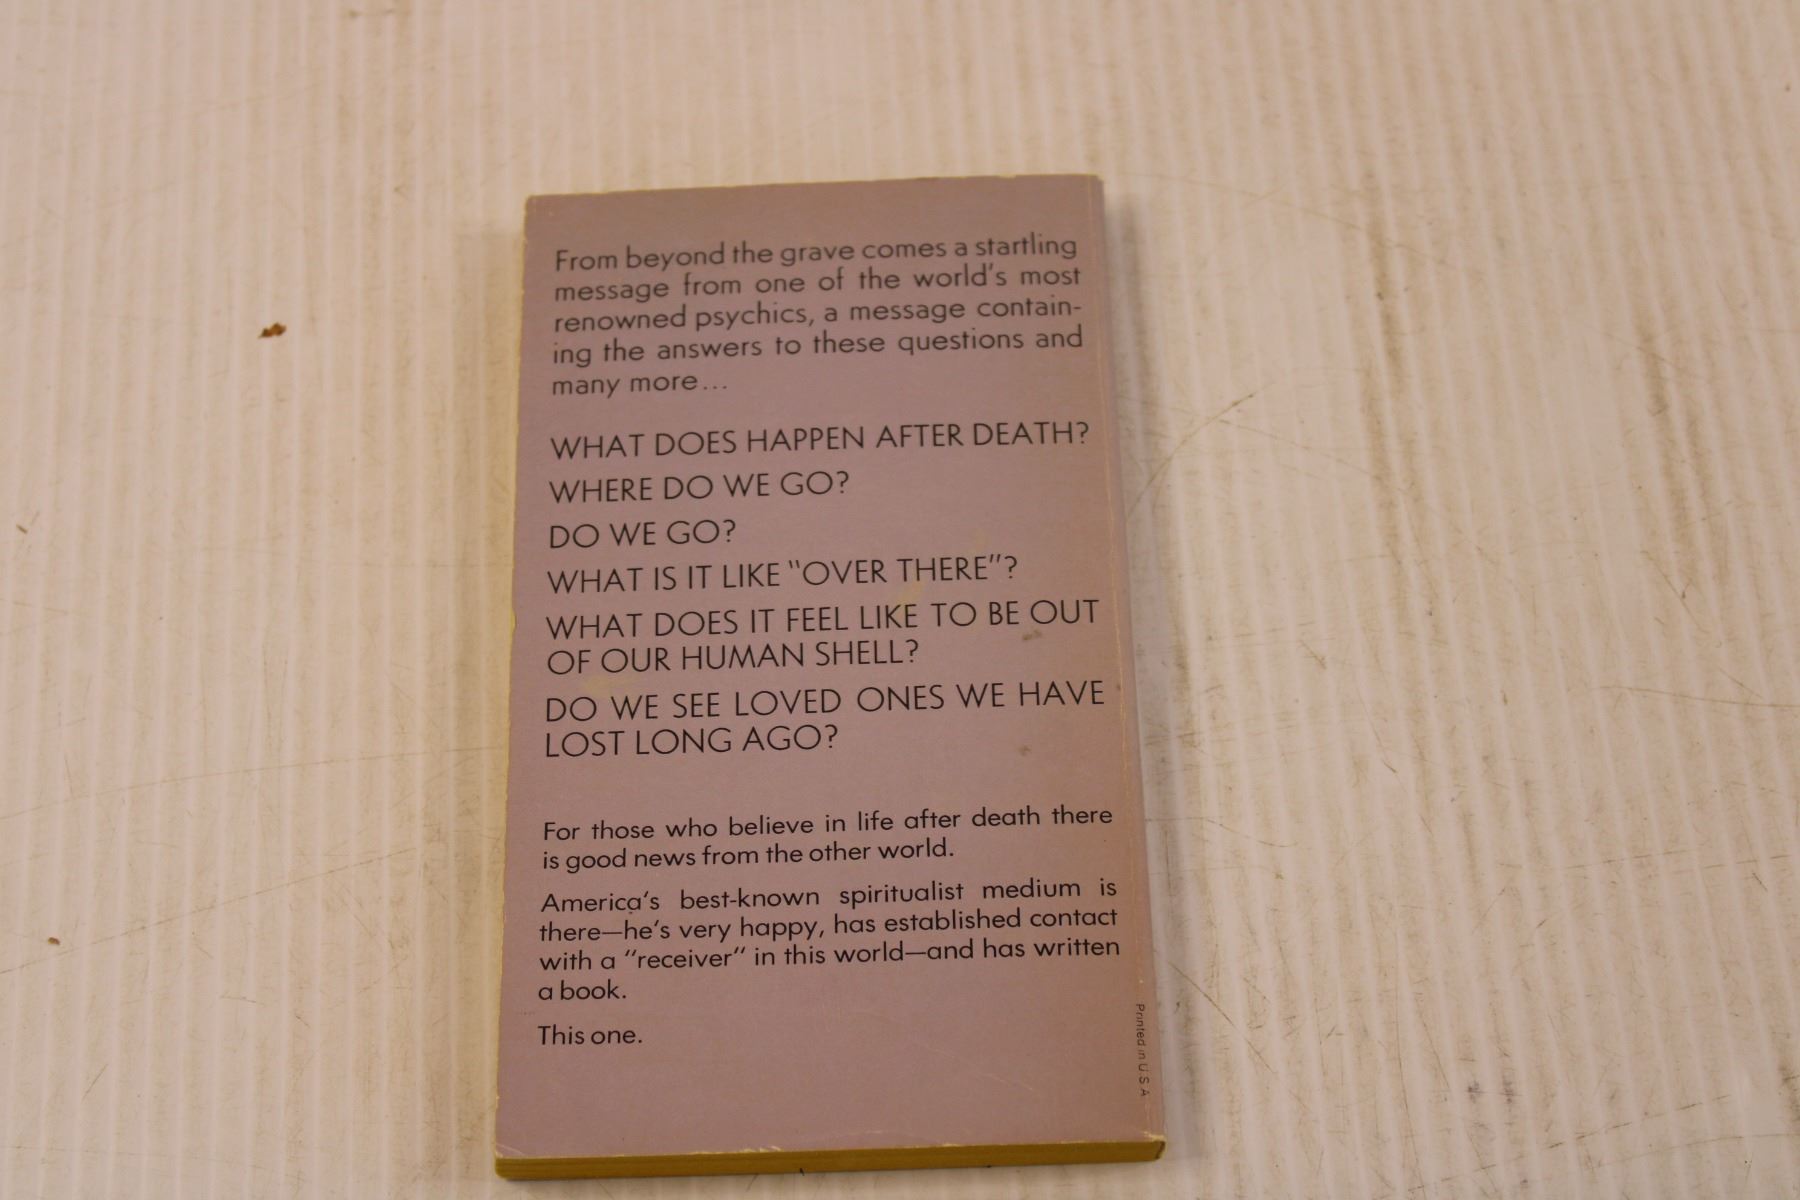 From beyond the grave comes a startling
message from one of the world's most
renowned psychics, a message contain-
ing the answers to these questions and
many more...
WHAT DOES HAPPEN AFTER DEATH?
WHERE DO WE GO?
DO WE GO?
WHAT IS IT LIKE "OVER THERE"?
WHAT DOES IT FEEL LIKE TO BE OUT
OF OUR HUMAN SHELL?
DO WE SEE LOVED ONES WE HAVE
LOST LONG AGO?
For those who believe in life after death there
is good news from the other world.
America's best-known spiritualist medium is
there—he's very happy, has established contact
with a "receiver" in this world—and has written
a book.
This one.
Printed in U.S.A